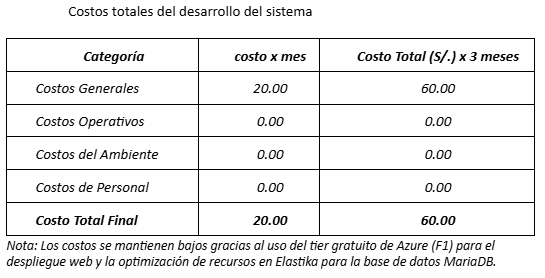 Costos totales del desarrollo del sistema
Categoría costo x mes Costo Total (S/.) x 3 meses
Costos Generales 20.00 60.00
Costos Operativos 0.00 0.00
Costos del Ambiente 0.00 0.00
Costos de Personal 0.00 0.00
Costo Total Final 20.00 60.00
Nota: Los costos se mantienen bajos gracias al uso del tier gratuito de Azure (F1) para el
despliegue web y la optimización de recursos en Elastika para la base de datos MariaDB.